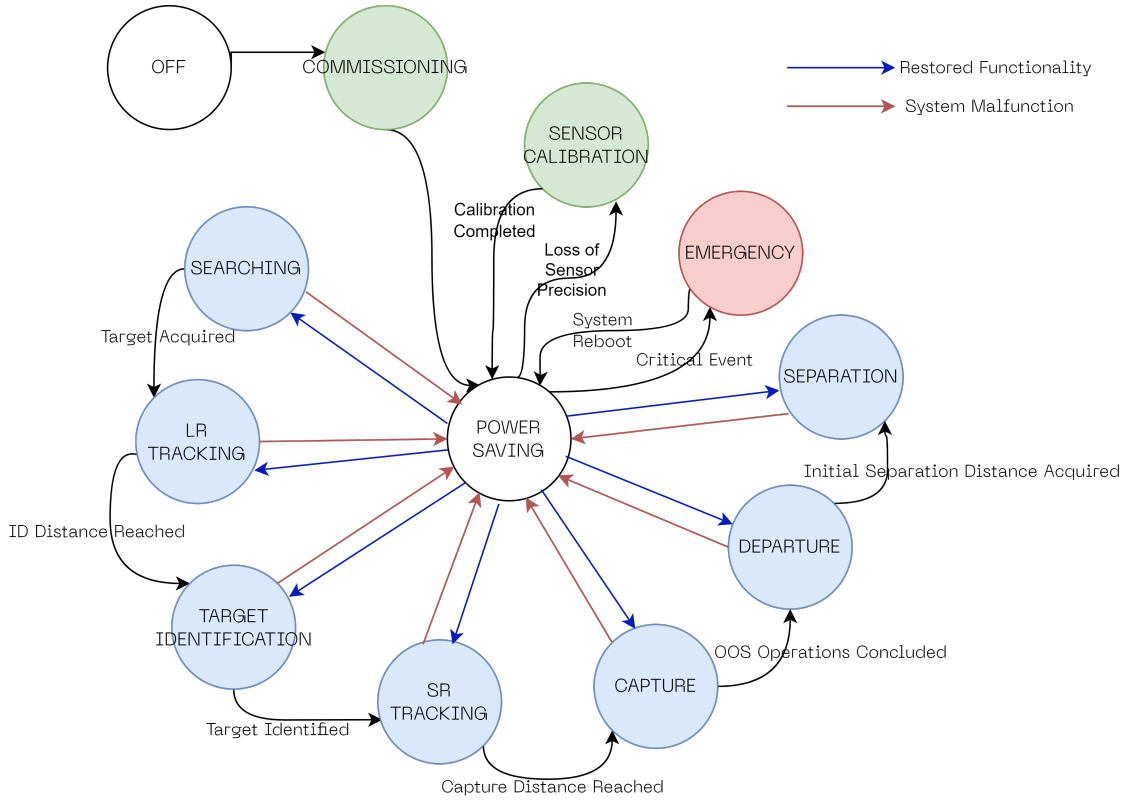 OFF
COMMISSIONING
Restored Functionality
System Malfunction
SENSOR
CALIBRATION
Calibration
Completed
Loss of
Sensor
Precision
EMERGENCY
SEARCHING
System
Reboot
Target Acquired
Critical Event
SEPARATION
LR
TRACKING
POWER
SAVING
Initial Separation Distance Acquired
ID Distance Reached
DEPARTURE
TARGET
IDENTIFICATION
OOS Operations Concluded
CAPTURE
SR
TRACKING
Target Identified
Capture Distance Reached